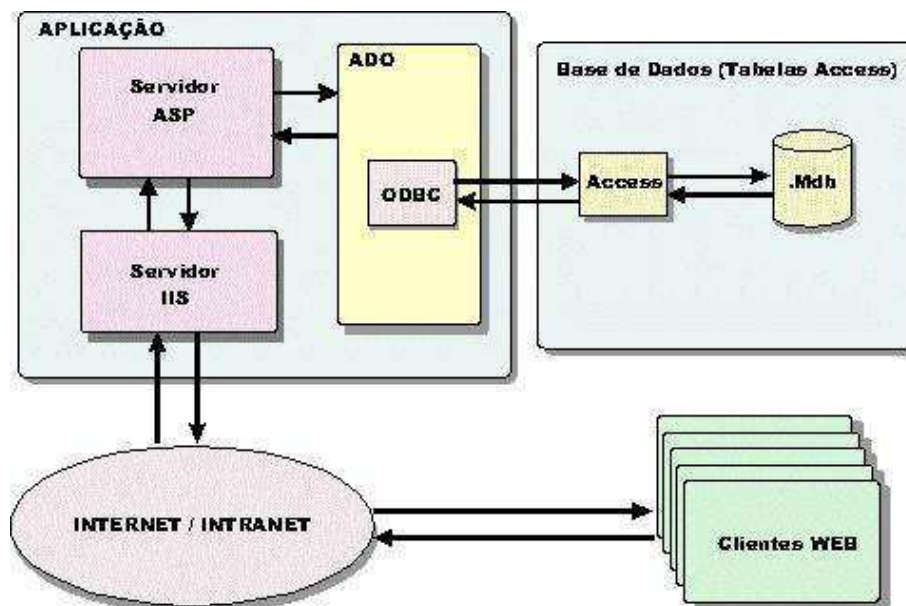 APLICAÇÃO
Servidor
ASP
ADO
Base de Dados (Tabelas Access)
ODBC
Access
.Mdb
Servidor
IIS
INTERNET / INTRANET
Clientes WEB